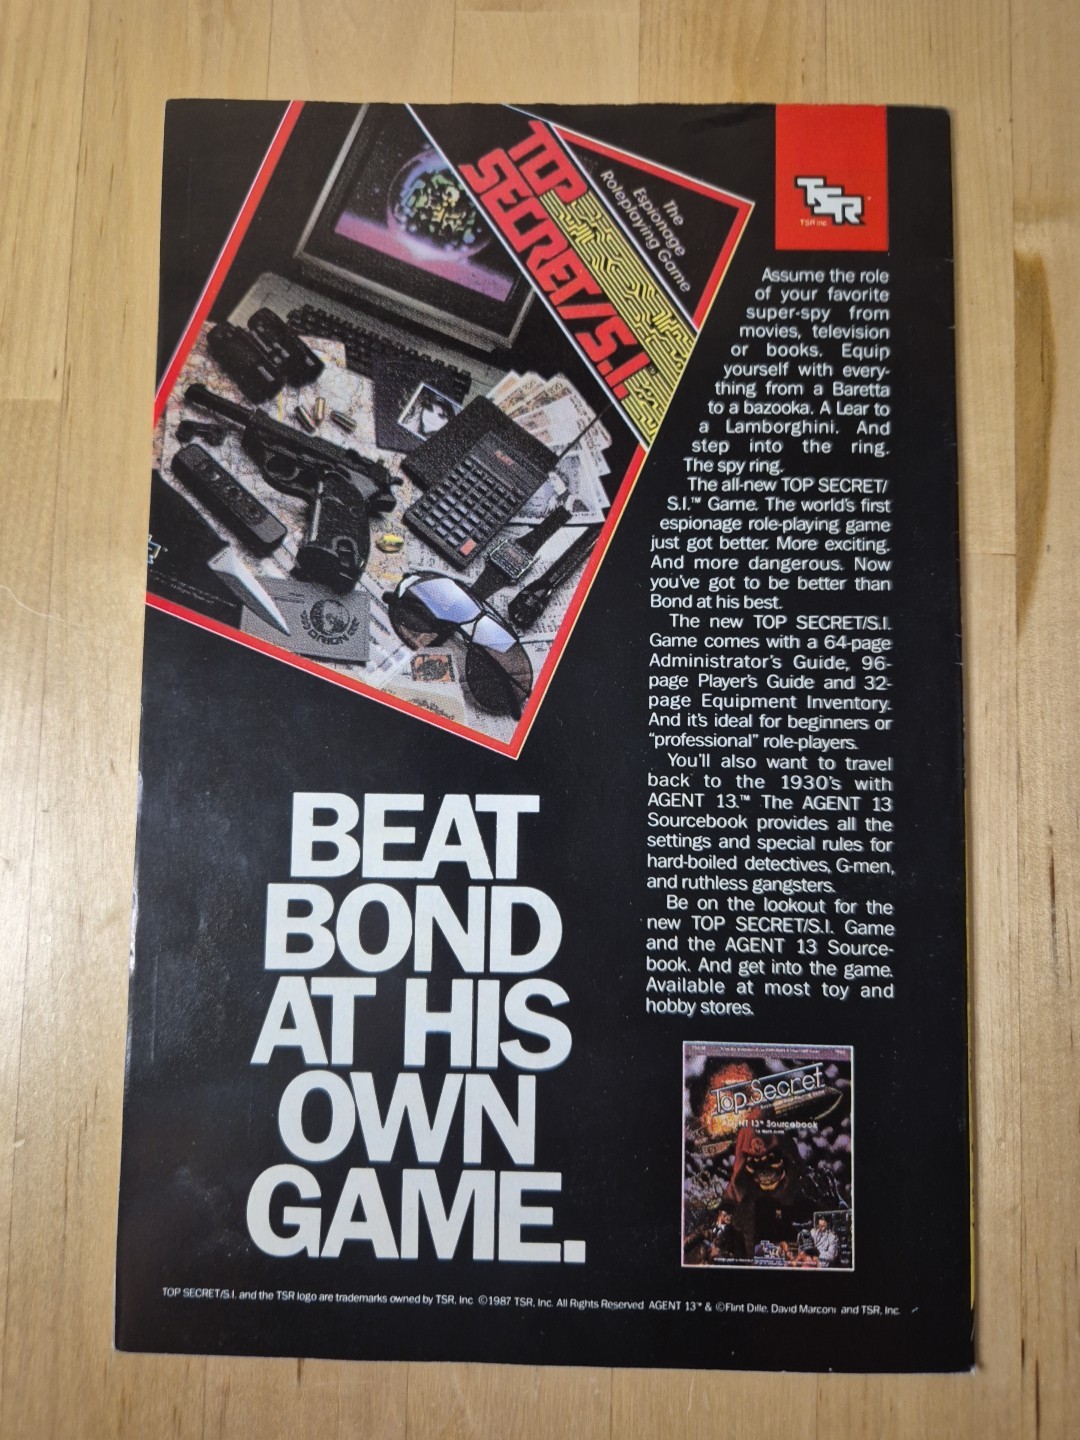 TOP
SECRET/S.I.™
The
Espionage
Roleplaying Game
ORION
TSR™
TSR Inc.
Assume the role
of your favorite
super-spy from
movies, television
or books. Equip
yourself with every-
thing from a Baretta
to a bazooka. A Lear to
a Lamborghini. And
step into the ring.
The spy ring.
The all-new TOP SECRET/
S.I.™ Game. The world's first
espionage role-playing game
just got better. More exciting.
And more dangerous. Now
you've got to be better than
Bond at his best.
The new TOP SECRET/S.I.
Game comes with a 64-page
Administrator's Guide, 96-
page Player's Guide and 32-
page Equipment Inventory.
And it's ideal for beginners or
"professional" role-players.
You'll also want to travel
back to the 1930's with
AGENT 13.™ The AGENT 13
Sourcebook provides all the
settings and special rules for
hard-boiled detectives, G-men,
and ruthless gangsters.
Be on the lookout for the
new TOP SECRET/S.I. Game
and the AGENT 13 Source-
book. And get into the game.
Available at most toy and
hobby stores.
BEAT
BOND
AT HIS
OWN
GAME.
Top Secret
AGENT 13™ Sourcebook
TOP SECRET/S.I. and the TSR logo are trademarks owned by TSR, Inc. ©1987 TSR, Inc. All Rights Reserved. AGENT 13™ & ©Flint Dille, David Marconi and TSR, Inc.